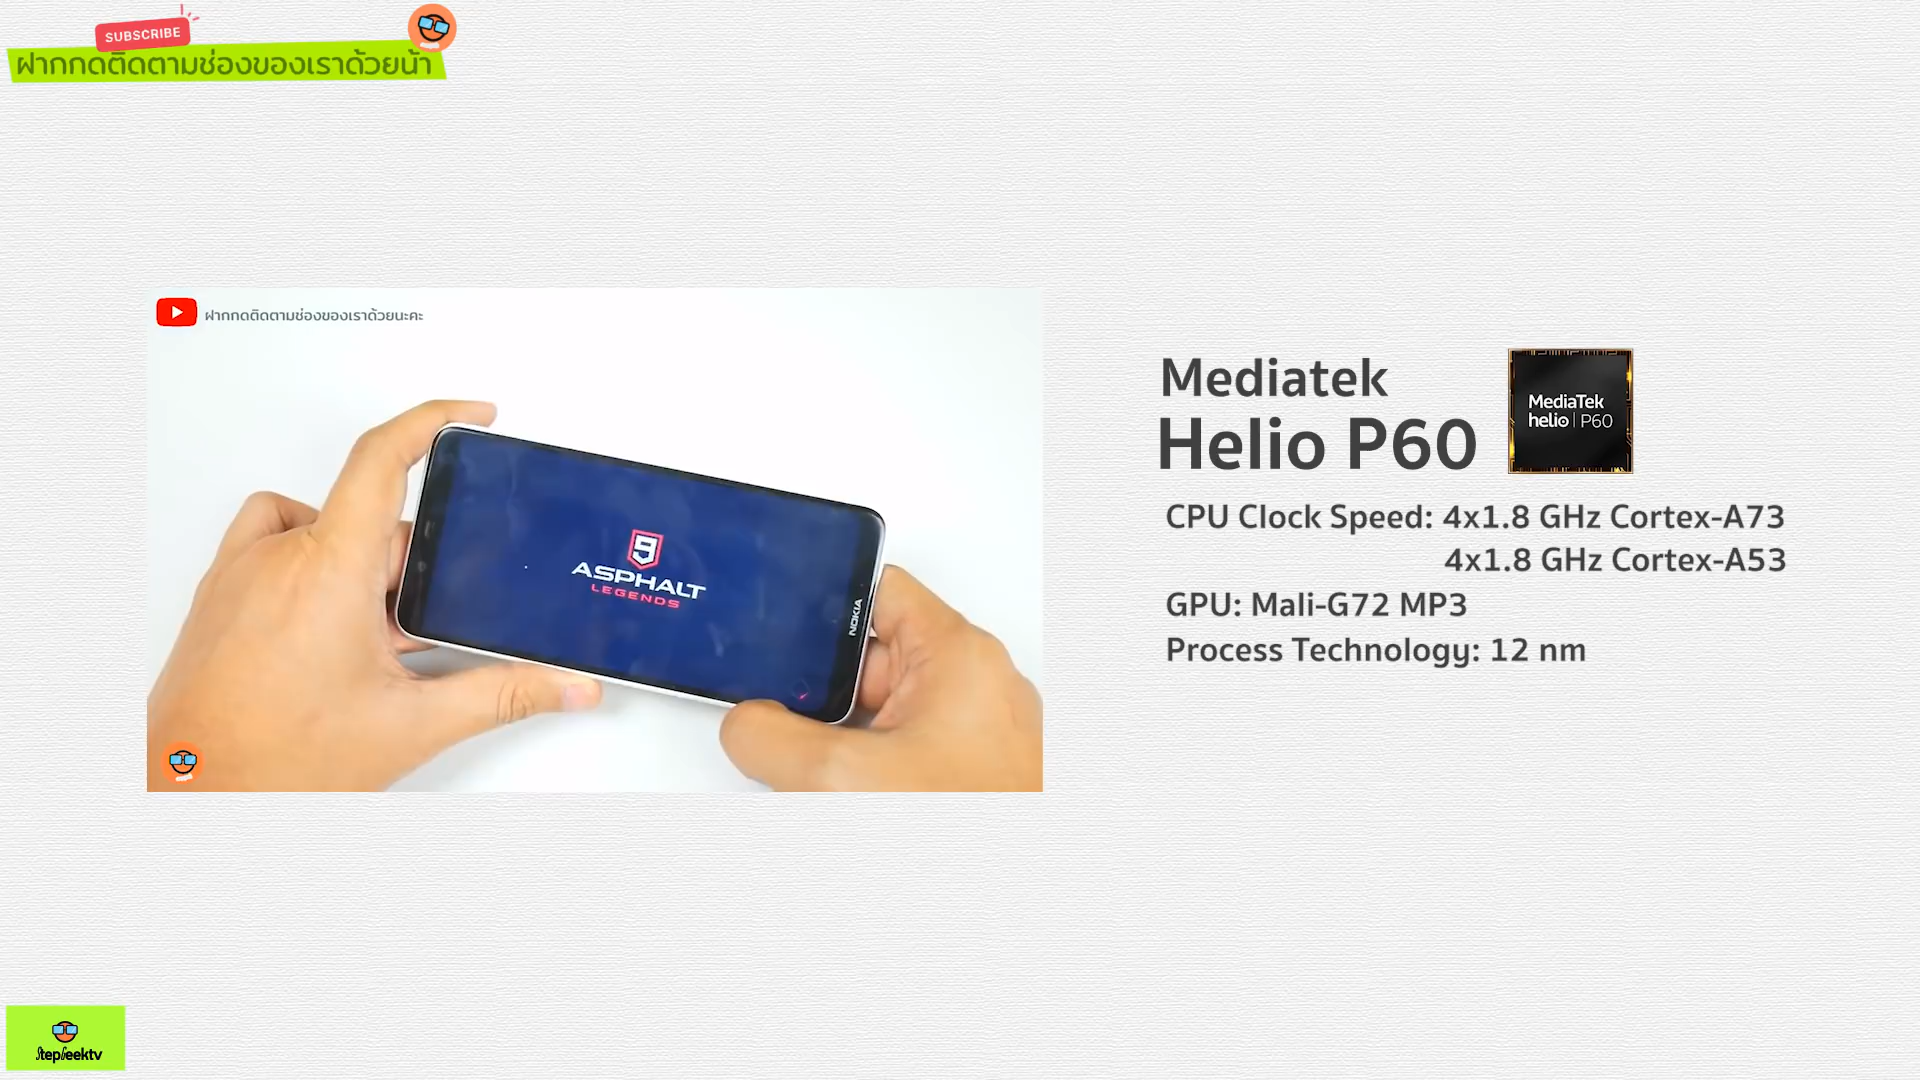 SUBSCRIBE
ฝากกดติดตามช่องของเราด้วยน้า
ฝากกดติดตามช่องของเราด้วยนะคะ
9
ASPHALT
LEGENDS
NOKIA
Mediatek
Helio P60
MediaTek
helio | P60
CPU Clock Speed: 4x1.8 GHz Cortex-A73
4x1.8 GHz Cortex-A53
GPU: Mali-G72 MP3
Process Technology: 12 nm
StepGeektv